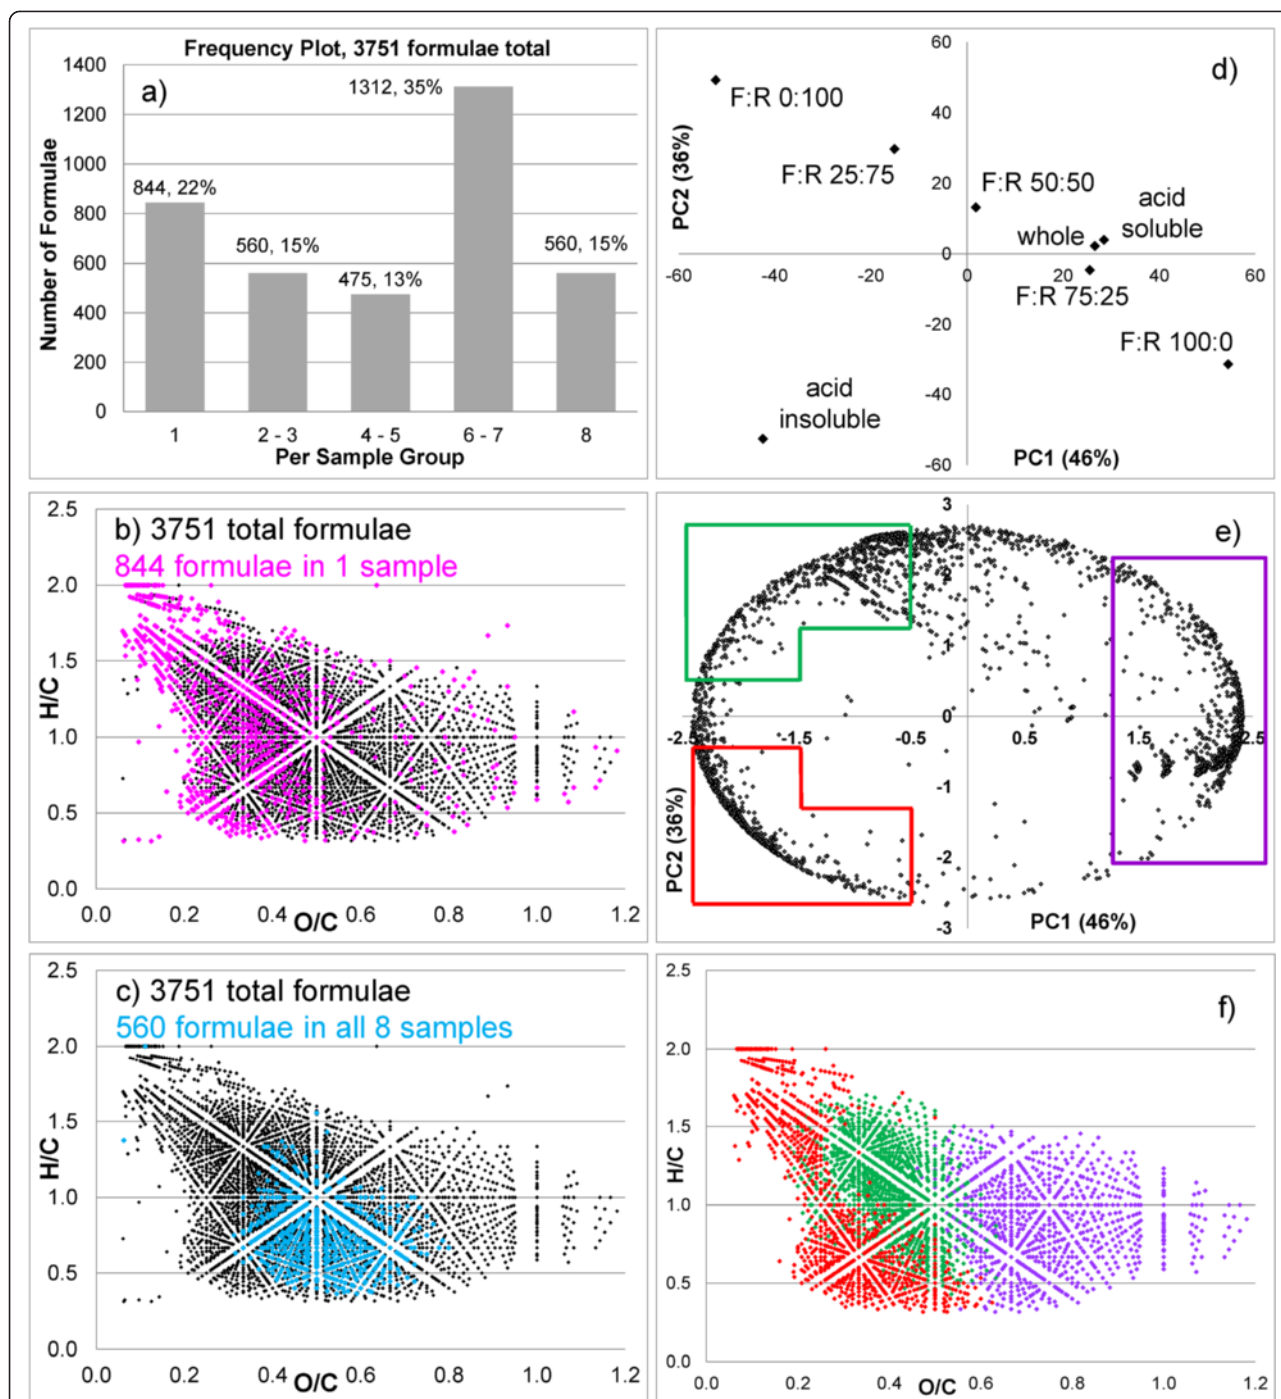 Frequency Plot, 3751 formulae total
a)
1400
1200
1000
800
600
400
200
0
Number of Formulae
844, 22%
560, 15%
475, 13%
1312, 35%
560, 15%
1
2 - 3
4 - 5
6 - 7
8
Per Sample Group
d)
60
40
20
0
-20
-40
-60
-60
-40
-20
0
20
40
60
PC2 (36%)
PC1 (46%)
F:R 0:100
F:R 25:75
F:R 50:50
whole
acid
soluble
F:R 75:25
F:R 100:0
acid
insoluble
b) 3751 total formulae
844 formulae in 1 sample
2.5
2.0
1.5
1.0
0.5
0.0
H/C
0.0
0.2
0.4
0.6
0.8
1.0
1.2
O/C
e)
3
2
1
0
-1
-2
-3
-2.5
-1.5
-0.5
0.5
1.5
2.5
PC2 (36%)
PC1 (46%)
c) 3751 total formulae
560 formulae in all 8 samples
2.5
2.0
1.5
1.0
0.5
0.0
H/C
0.0
0.2
0.4
0.6
0.8
1.0
1.2
O/C
f)
2.5
2.0
1.5
1.0
0.5
0.0
H/C
0.0
0.2
0.4
0.6
0.8
1.0
1.2
O/C